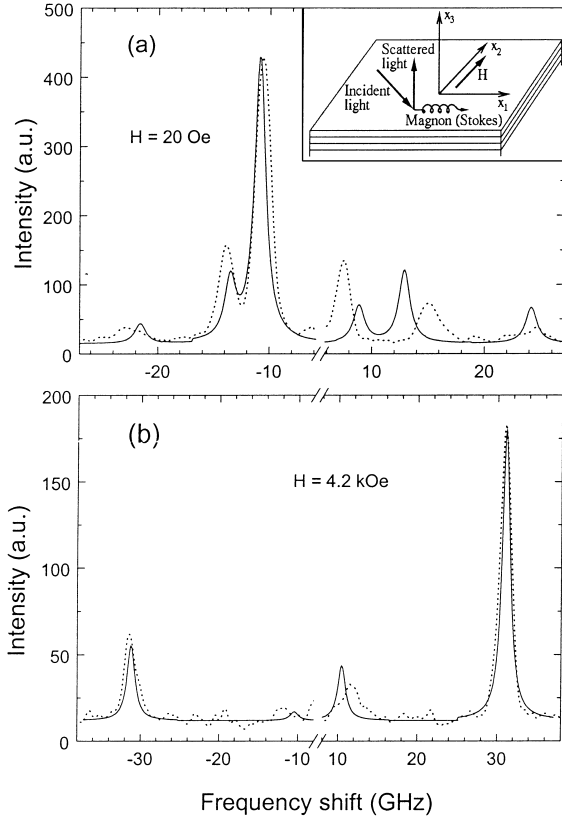 (a)
H = 20 Oe
Intensity (a.u.)
500
400
300
200
100
0
-20
-10
10
20
x₃
x₂
H
x₁
Scattered
light
Incident
light
Magnon (Stokes)
(b)
H = 4.2 kOe
Intensity (a.u.)
200
150
100
50
0
-30
-20
-10
10
20
30
Frequency shift (GHz)